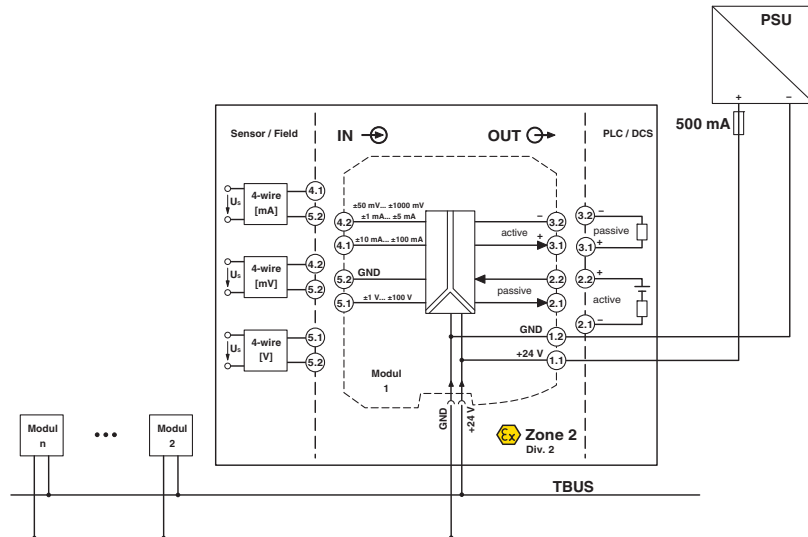 PSU
+ −
500 mA
Sensor / Field
IN
OUT
PLC / DCS
Us
4-wire
[mA]
4.1
5.2
Us
4-wire
[mV]
4.2
5.2
Us
4-wire
[V]
5.1
5.2
±50 mV... ±1000 mV
±1 mA... ±5 mA
4.2
±10 mA... ±100 mA
4.1
GND
5.2
±1 V... ±100 V
5.1
−
active
+
3.2
3.1
passive
2.2
2.1
GND
1.2
+24 V
1.1
3.2
−
passive
3.1
+
2.2
+
active
2.1
−
Modul
1
GND
+24 V
Ex
Zone 2
Div. 2
Modul
n
•••
Modul
2
TBUS